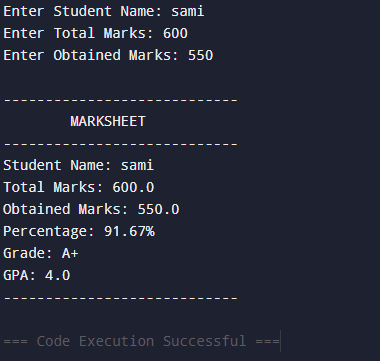 Enter Student Name: sami
Enter Total Marks: 600
Enter Obtained Marks: 550
----------------------------
MARKSHEET
----------------------------
Student Name: sami
Total Marks: 600.0
Obtained Marks: 550.0
Percentage: 91.67%
Grade: A+
GPA: 4.0
----------------------------
=== Code Execution Successful ===